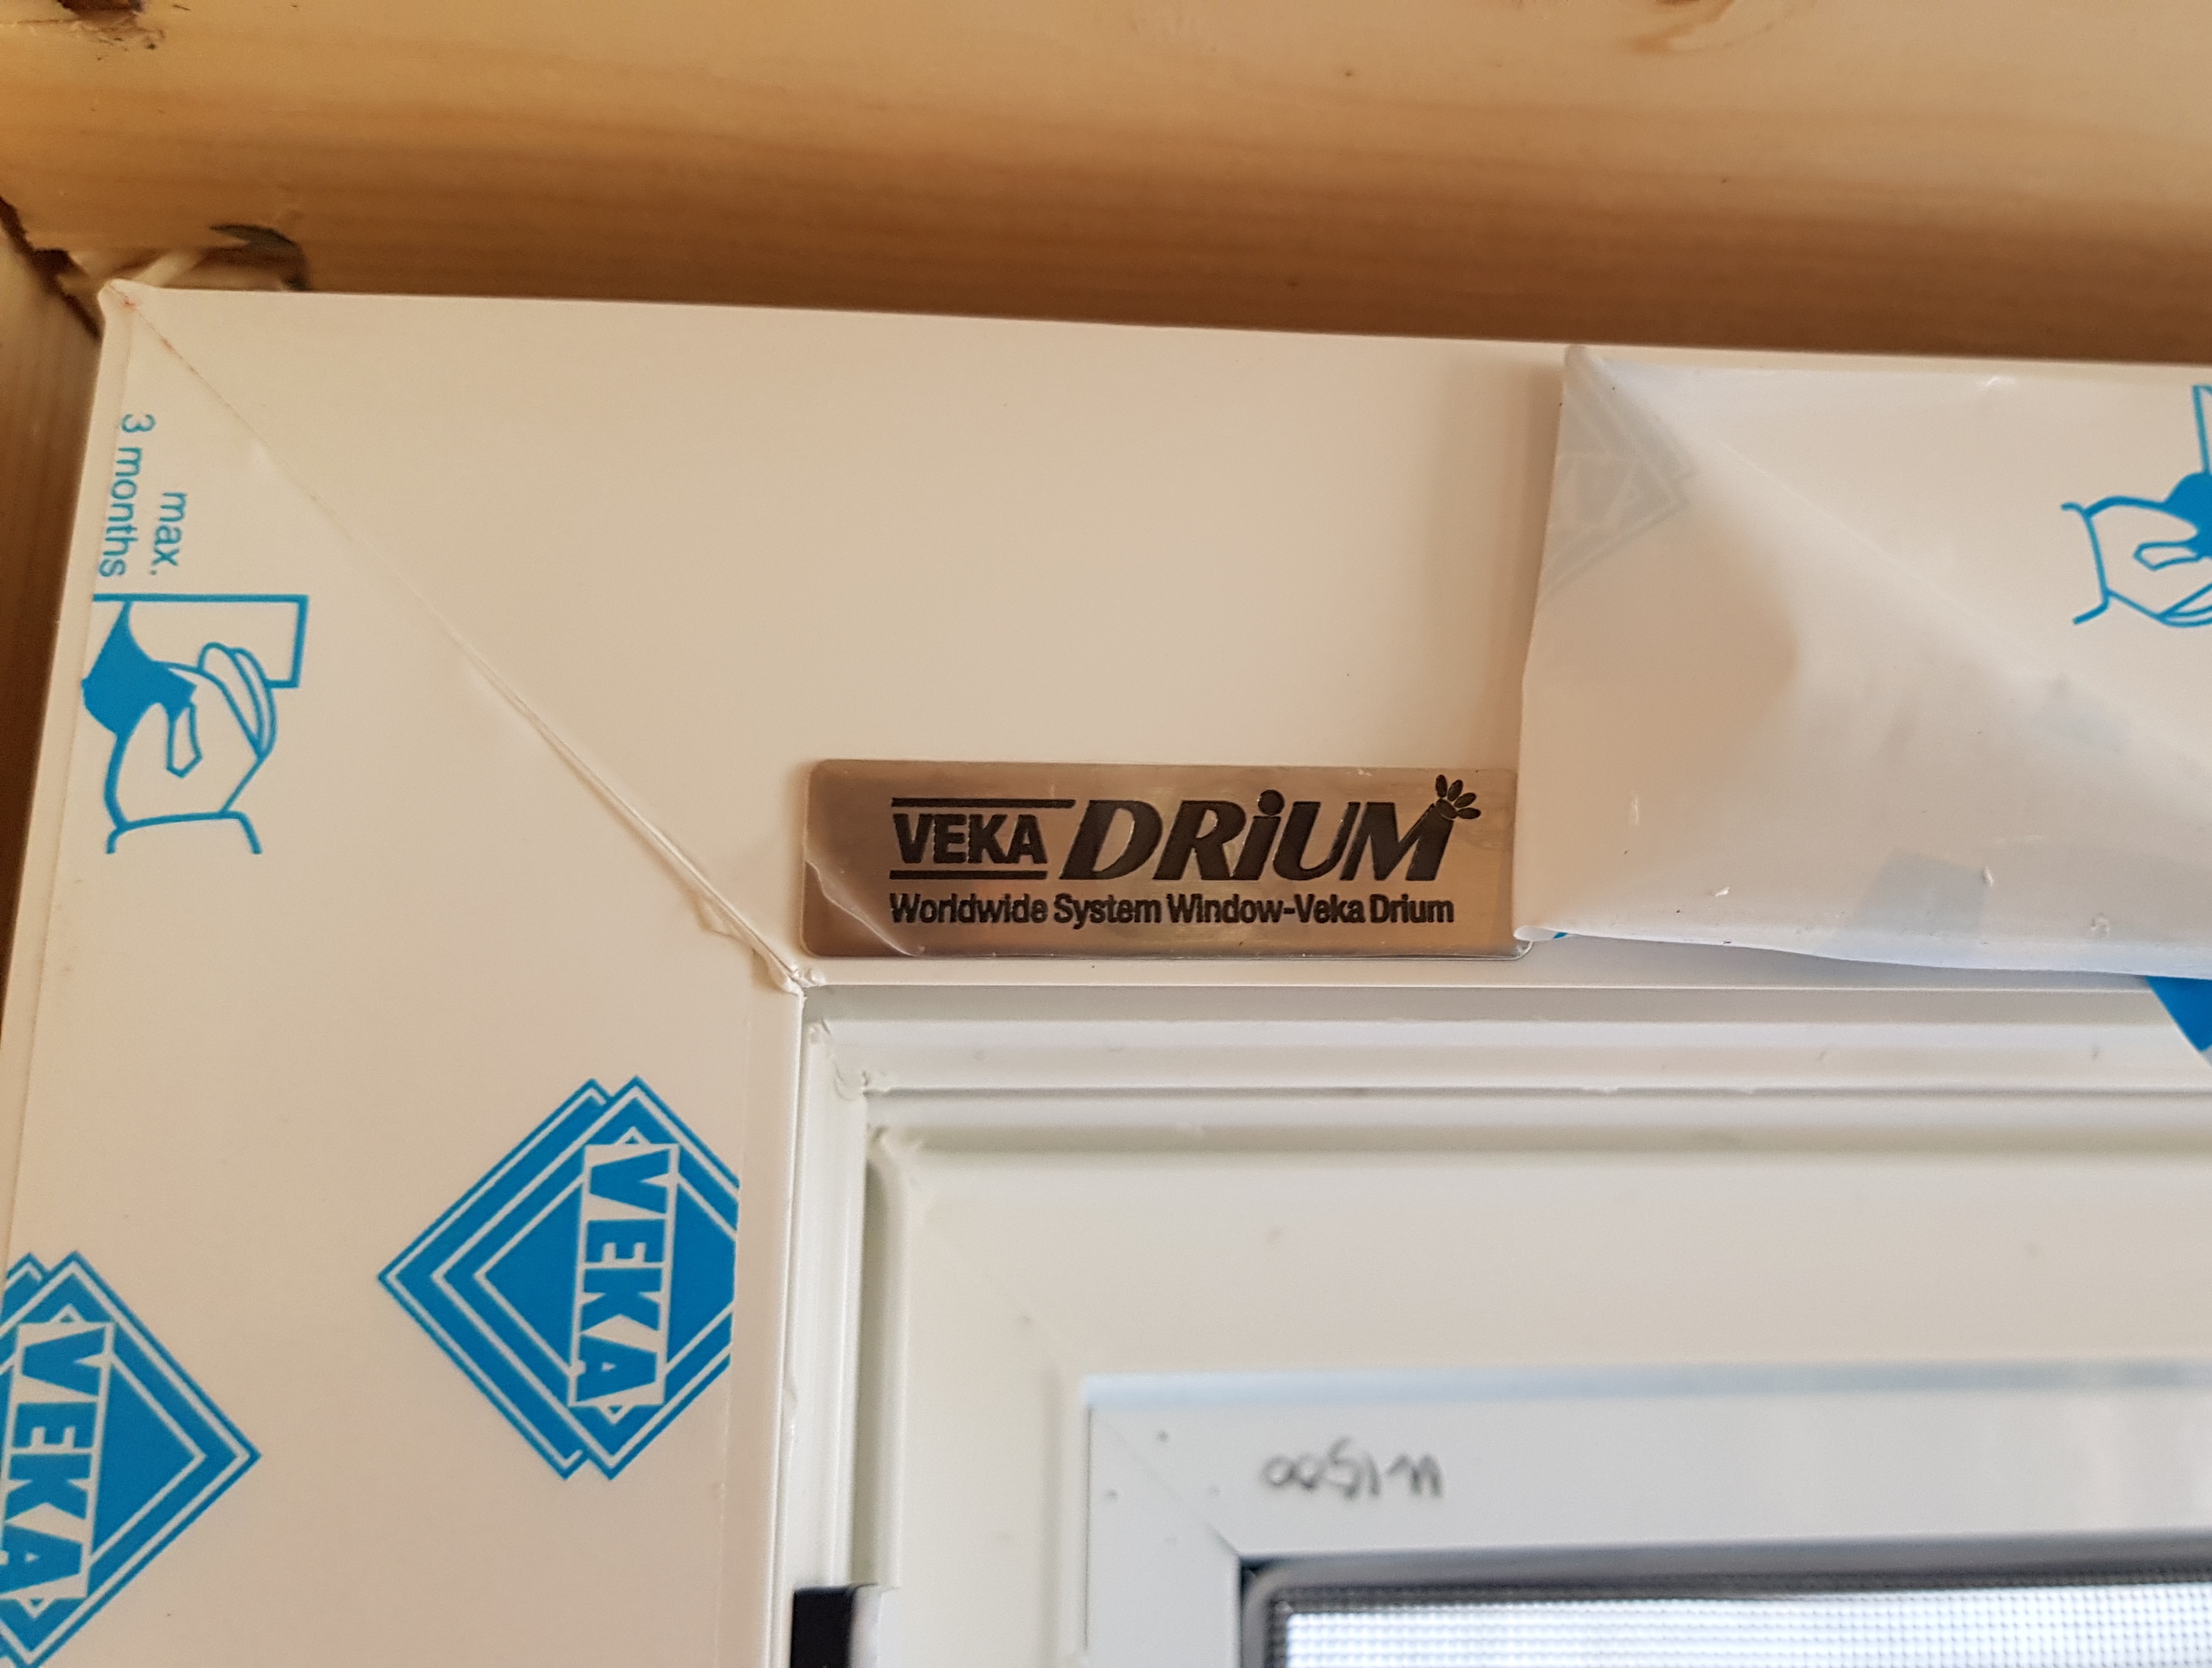 max.
3 months
VEKA DRiUM
Worldwide System Window-Veka Drium
VEKA
VEKA